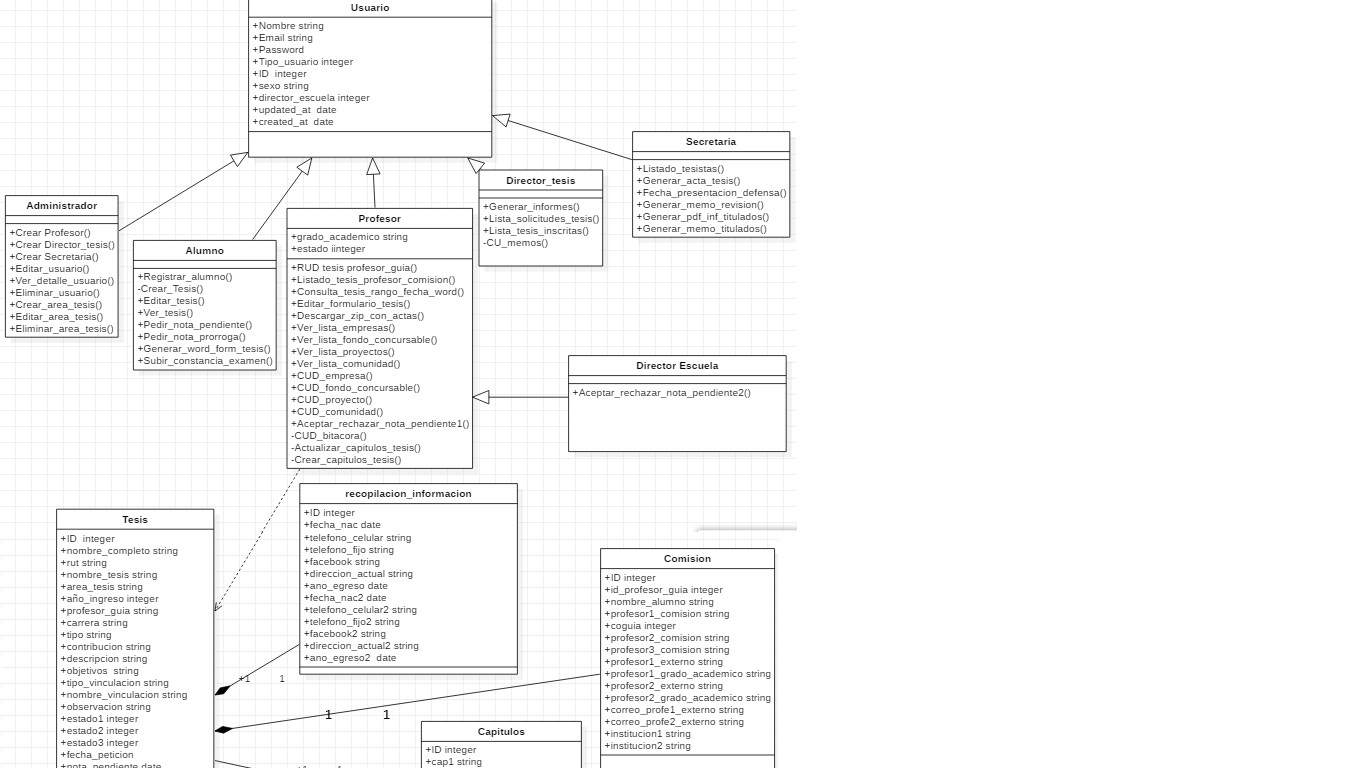 Usuario
+Nombre string
+Email string
+Password
+Tipo_usuario integer
+ID  integer
+sexo string
+director_escuela integer
+updated_at  date
+created_at  date
Secretaria
+Listado_tesistas()
+Generar_acta_tesis()
+Fecha_presentacion_defensa()
+Generar_memo_revision()
+Generar_pdf_inf_titulados()
+Generar_memo_titulados()
Director_tesis
+Generar_informes()
+Lista_solicitudes_tesis()
+Lista_tesis_inscritas()
-CU_memos()
Administrador
+Crear Profesor()
+Crear Director_tesis()
+Crear Secretaria()
+Editar_usuario()
+Ver_detalle_usuario()
+Eliminar_usuario()
+Crear_area_tesis()
+Editar_area_tesis()
+Eliminar_area_tesis()
Alumno
+Registrar_alumno()
-Crear_Tesis()
+Editar_tesis()
+Ver_tesis()
+Pedir_nota_pendiente()
+Pedir_nota_prorroga()
+Generar_word_form_tesis()
+Subir_constancia_examen()
Profesor
+grado_academico string
+estado iinteger
+RUD tesis profesor_guia()
+Listado_tesis_profesor_comision()
+Consulta_tesis_rango_fecha_word()
+Editar_formulario_tesis()
+Descargar_zip_con_actas()
+Ver_lista_empresas()
+Ver_lista_fondo_concursable()
+Ver_lista_proyectos()
+Ver_lista_comunidad()
+CUD_empresa()
+CUD_fondo_concursable()
+CUD_proyecto()
+CUD_comunidad()
+Aceptar_rechazar_nota_pendiente1()
-CUD_bitacora()
-Actualizar_capitulos_tesis()
-Crear_capitulos_tesis()
Director Escuela
+Aceptar_rechazar_nota_pendiente2()
recopilacion_informacion
+ID integer
+fecha_nac date
+telefono_celular string
+telefono_fijo string
+facebook string
+direccion_actual string
+ano_egreso date
+fecha_nac2 date
+telefono_celular2 string
+telefono_fijo2 string
+facebook2 string
+direccion_actual2 string
+ano_egreso2  date
Tesis
+ID  integer
+nombre_completo string
+rut string
+nombre_tesis string
+area_tesis string
+año_ingreso integer
+profesor_guia string
+carrera string
+tipo string
+contribucion string
+descripcion string
+objetivos  string
+tipo_vinculacion string
+nombre_vinculacion string
+observacion string
+estado1 integer
+estado2 integer
+estado3 integer
+fecha_peticion
+nota_pendiente date
+1 1
1 1
Comision
+ID integer
+id_profesor_guia integer
+nombre_alumno string
+profesor1_comision string
+coguia integer
+profesor2_comision string
+profesor3_comision string
+profesor1_externo string
+profesor1_grado_academico string
+profesor2_externo string
+profesor2_grado_academico string
+correo_profe1_externo string
+correo_profe2_externo string
+institucion1 string
+institucion2 string
Capitulos
+ID integer
+cap1 string